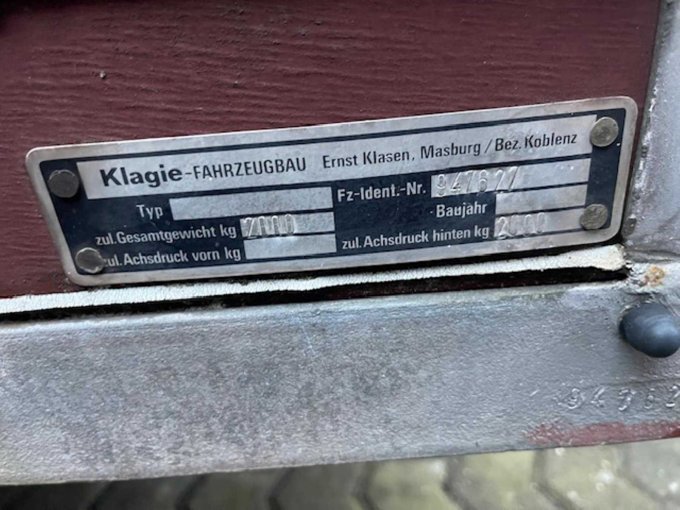 Klagie-FAHRZEUGBAU Ernst Klasen, Masburg/Bez. Koblenz
Typ Fz-Ident.-Nr. 947627
zul. Gesamtgewicht kg 2000 Baujahr
zul. Achsdruck vorn kg zul. Achsdruck hinten kg 2000